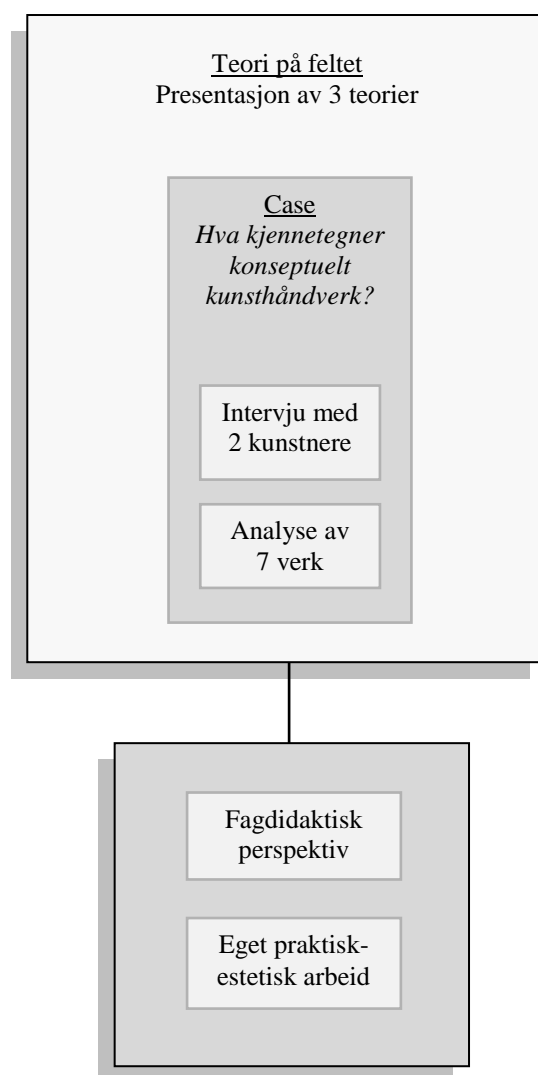 Teori på feltet
Presentasjon av 3 teorier
Case
Hva kjennetegner
konseptuelt
kunsthåndverk?
Intervju med
2 kunstnere
Analyse av
7 verk
Fagdidaktisk
perspektiv
Eget praktisk-
estetisk arbeid